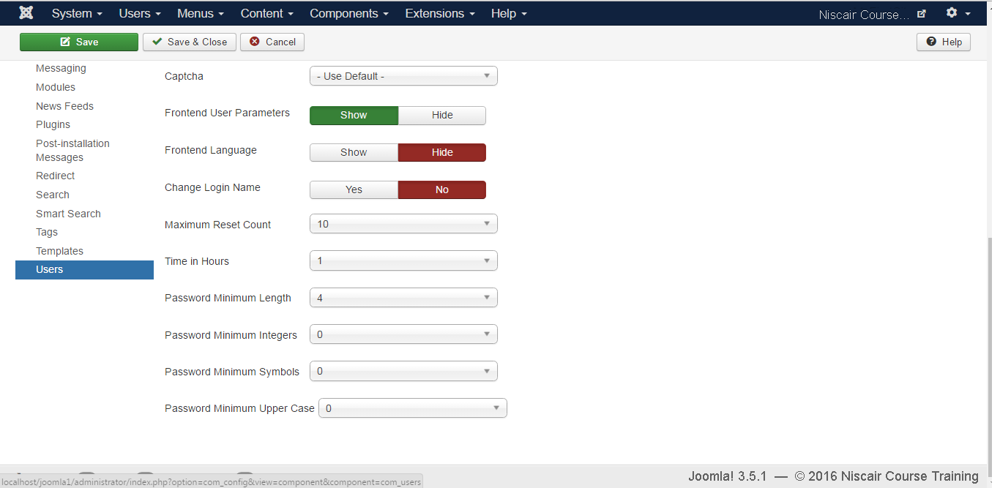 System Users Menus Content Components Extensions Help Niscair Course...
Save Save & Close Cancel Help
Messaging
Modules
News Feeds
Plugins
Post-installation
Messages
Redirect
Search
Smart Search
Tags
Templates
Users
Captcha - Use Default -
Frontend User Parameters Show Hide
Frontend Language Show Hide
Change Login Name Yes No
Maximum Reset Count 10
Time in Hours 1
Password Minimum Length 4
Password Minimum Integers 0
Password Minimum Symbols 0
Password Minimum Upper Case 0
Joomla! 3.5.1 — © 2016 Niscair Course Training
localhost/joomla1/administrator/index.php?option=com_config&view=component&component=com_users